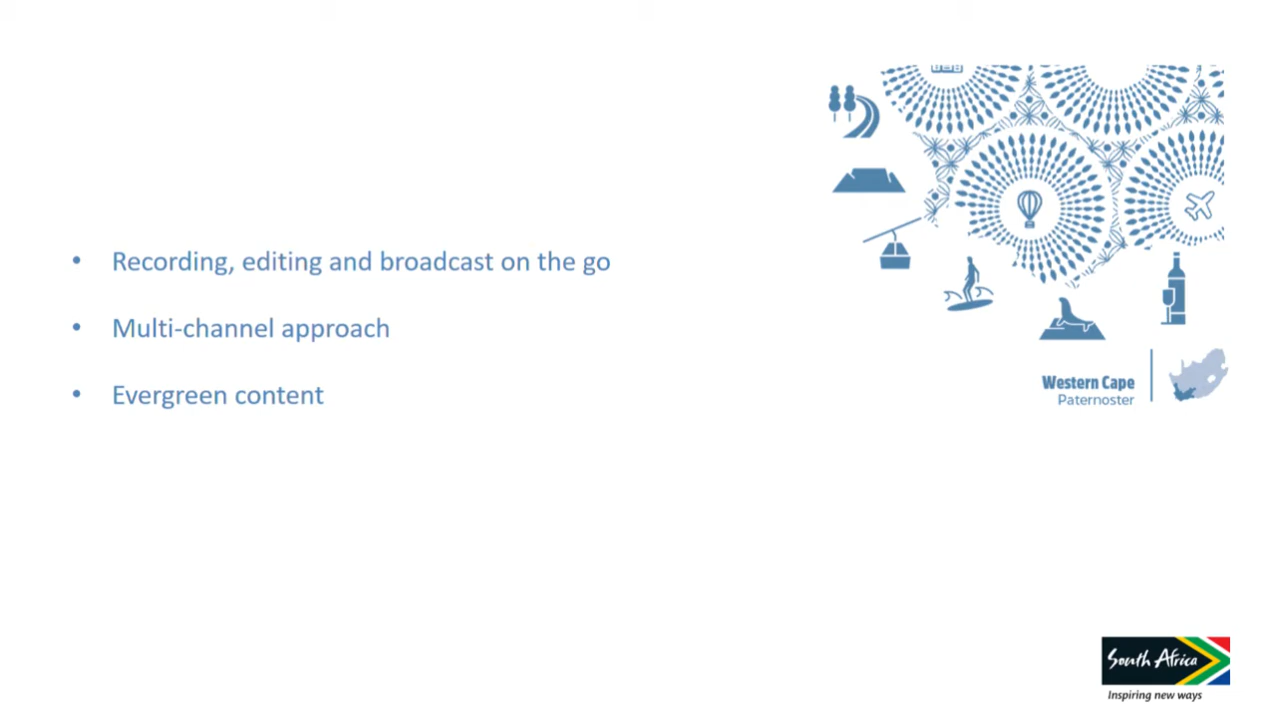 • Recording, editing and broadcast on the go
• Multi-channel approach
• Evergreen content
Western Cape
Paternoster
South Africa
Inspiring new ways